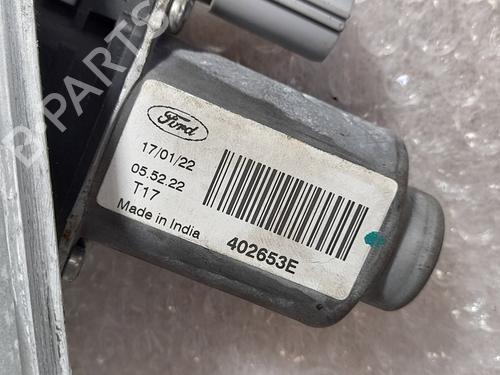 B-PARTS
Ford
17/01/22
05.52.22
T17
Made in India
402653E